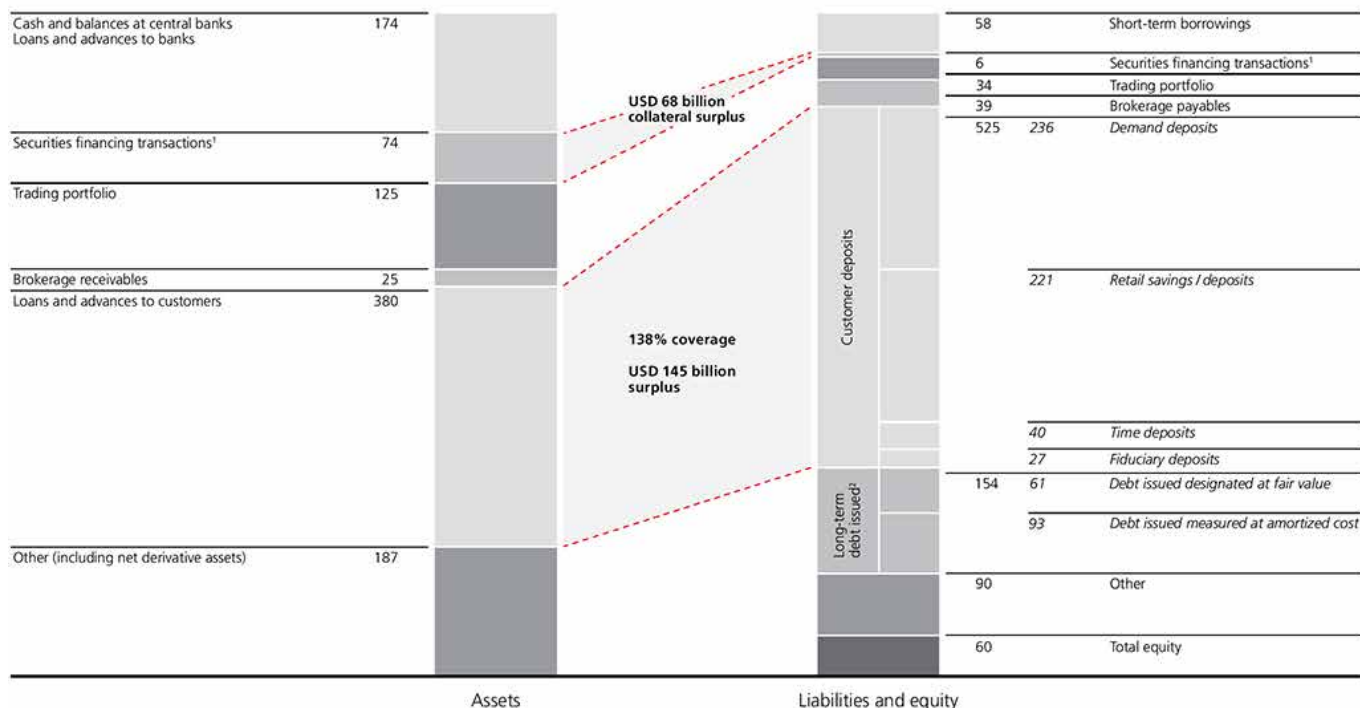 Cash and balances at central banks 174
Loans and advances to banks
Securities financing transactions¹ 74
Trading portfolio 125
Brokerage receivables 25
Loans and advances to customers 380
Other (including net derivative assets) 187
USD 68 billion
collateral surplus
138% coverage
USD 145 billion
surplus
Customer deposits
Long-term
debt issued²
58 Short-term borrowings
6 Securities financing transactions¹
34 Trading portfolio
39 Brokerage payables
525 236 Demand deposits
221 Retail savings / deposits
40 Time deposits
27 Fiduciary deposits
154 61 Debt issued designated at fair value
93 Debt issued measured at amortized cost
90 Other
60 Total equity
Assets
Liabilities and equity